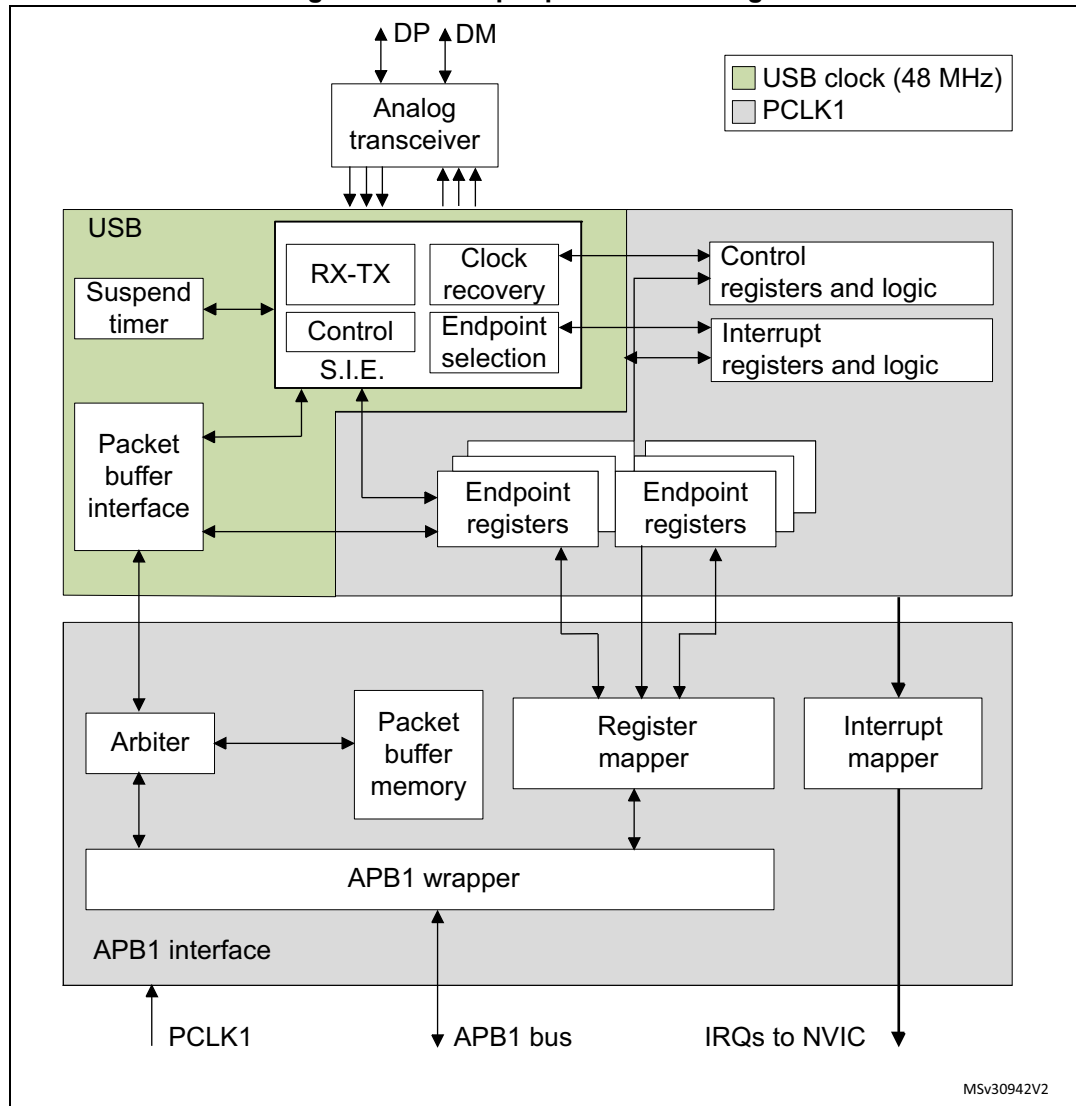 DP DM
Analog
transceiver
USB clock (48 MHz)
PCLK1
USB
Suspend
timer
RX-TX
Control
S.I.E.
Clock
recovery
Endpoint
selection
Control
registers and logic
Interrupt
registers and logic
Packet
buffer
interface
Endpoint
registers
Endpoint
registers
Arbiter
Packet
buffer
memory
Register
mapper
Interrupt
mapper
APB1 wrapper
APB1 interface
PCLK1
APB1 bus
IRQs to NVIC
MSv30942V2